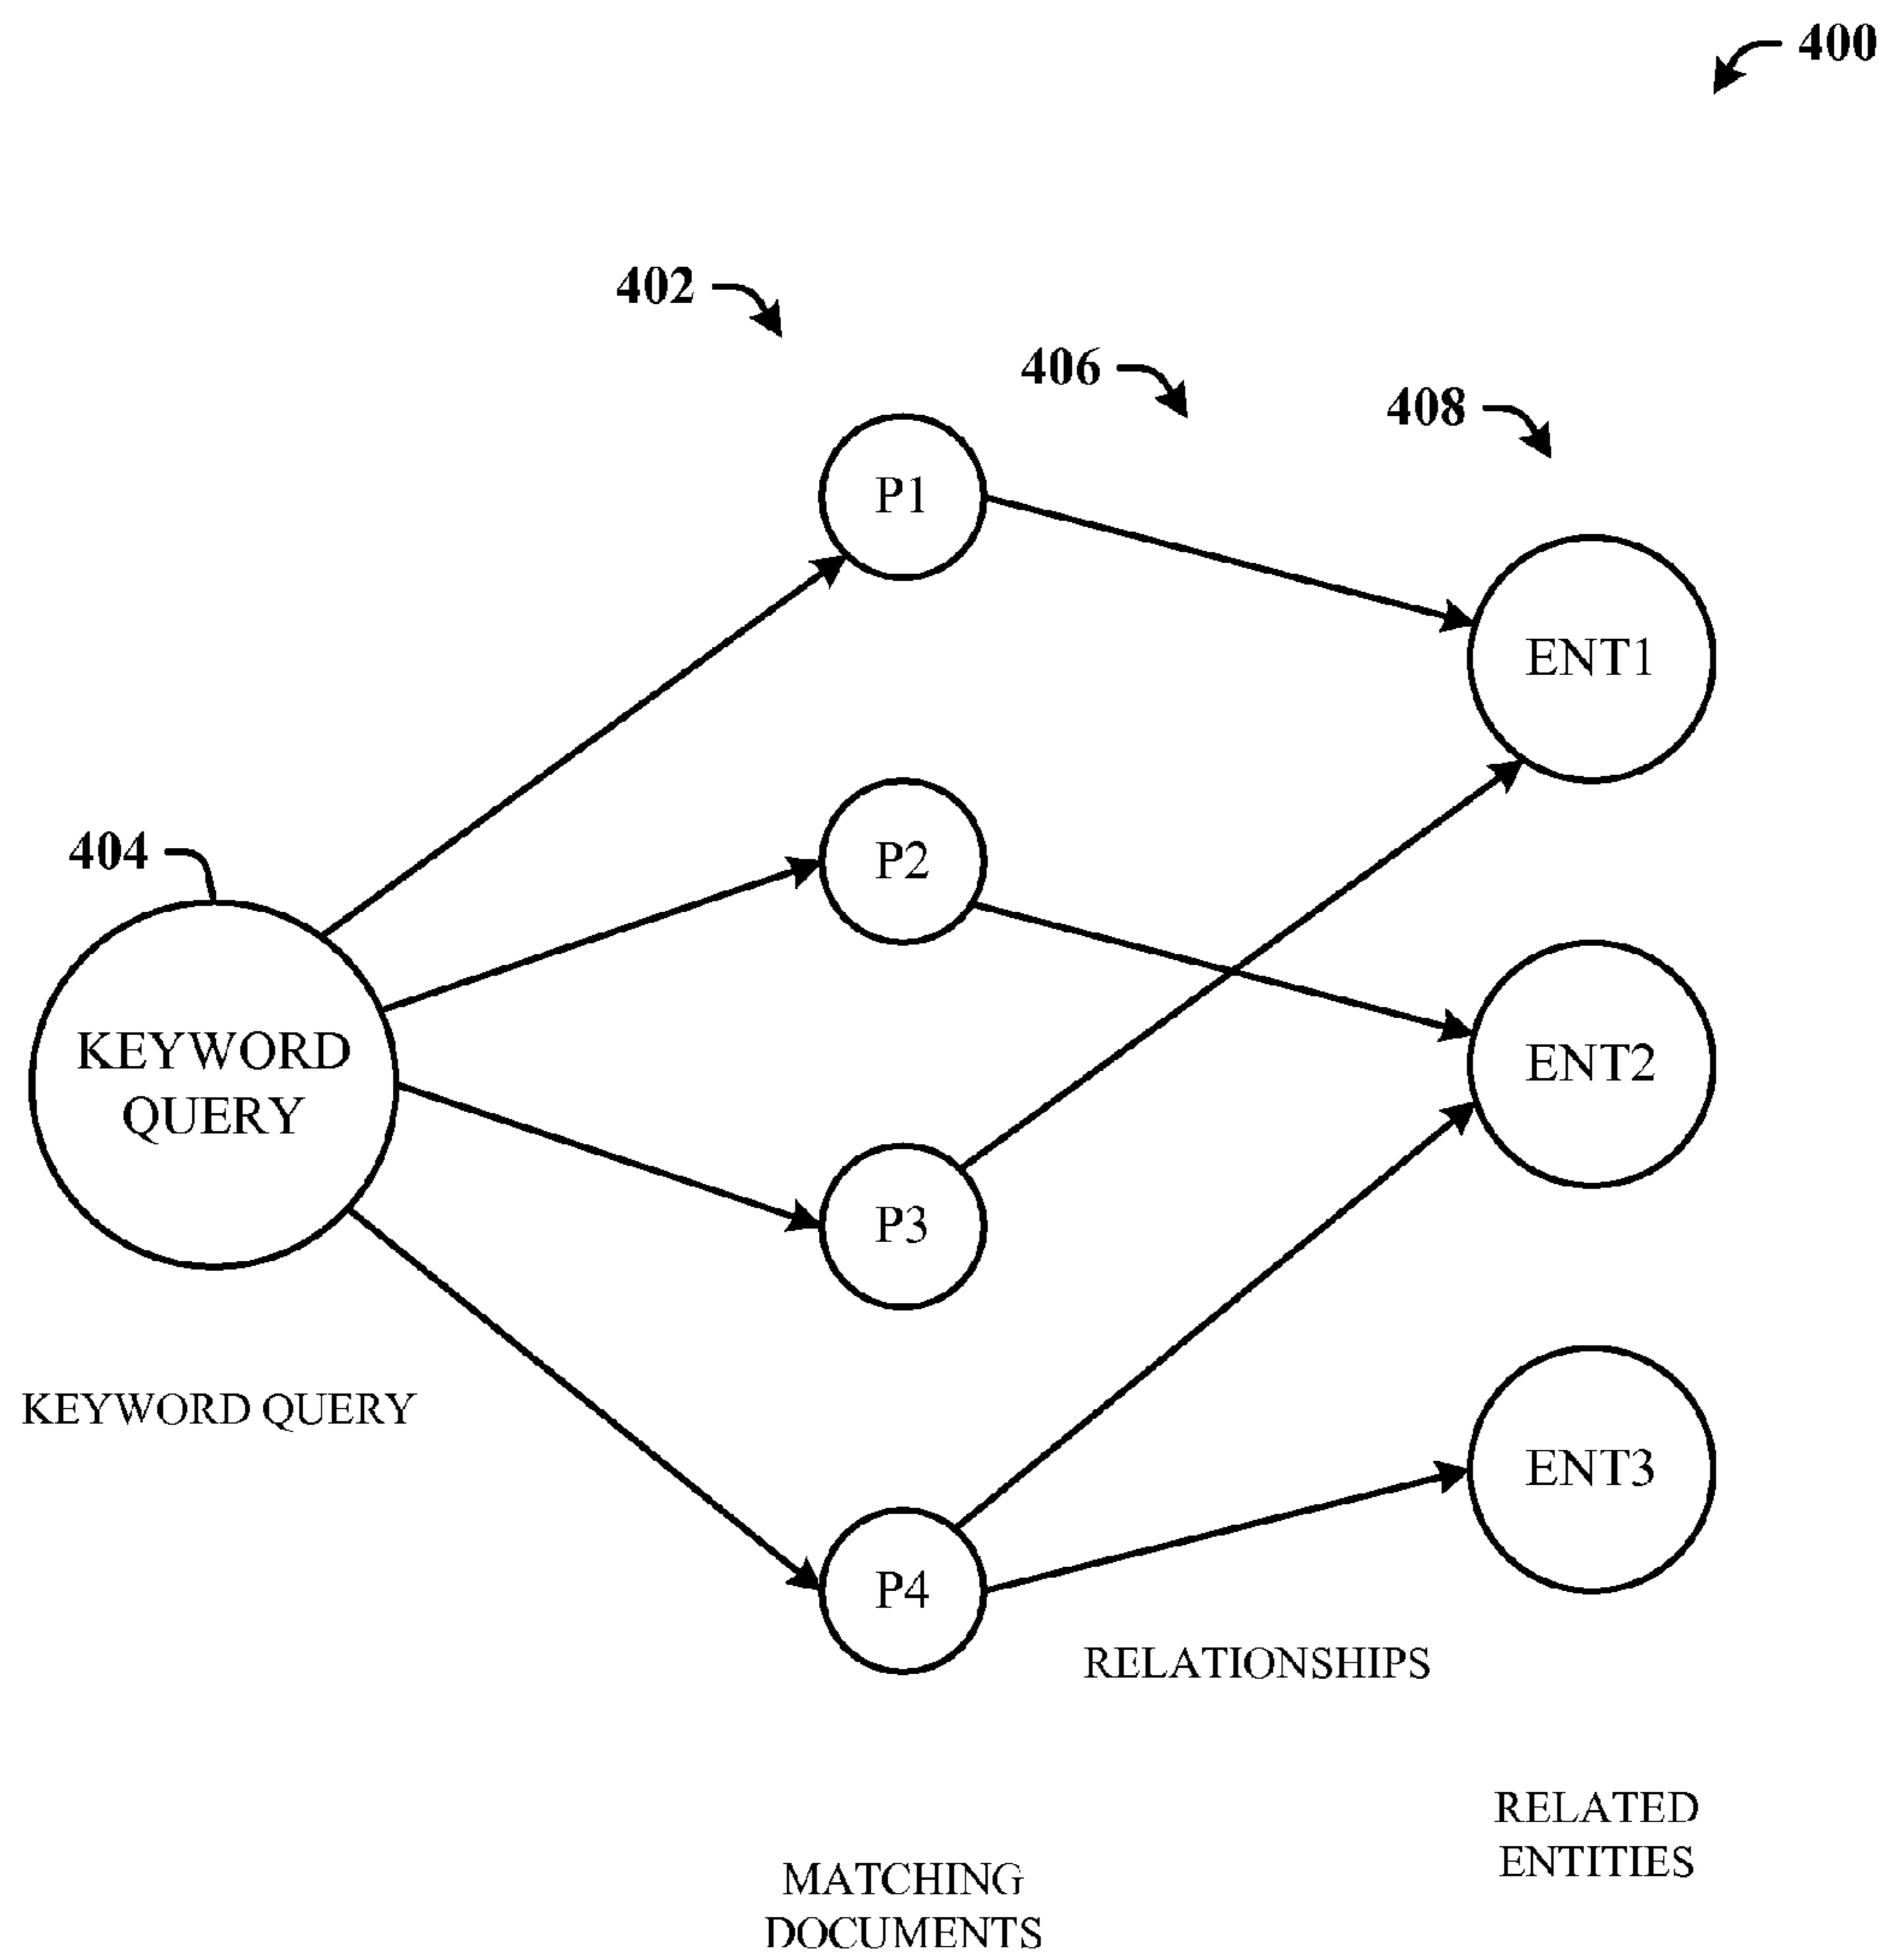 400
402
406
408
P1
ENT1
404
P2
KEYWORD
QUERY
ENT2
P3
KEYWORD QUERY
ENT3
P4
RELATIONSHIPS
RELATED
ENTITIES
MATCHING
DOCUMENTS